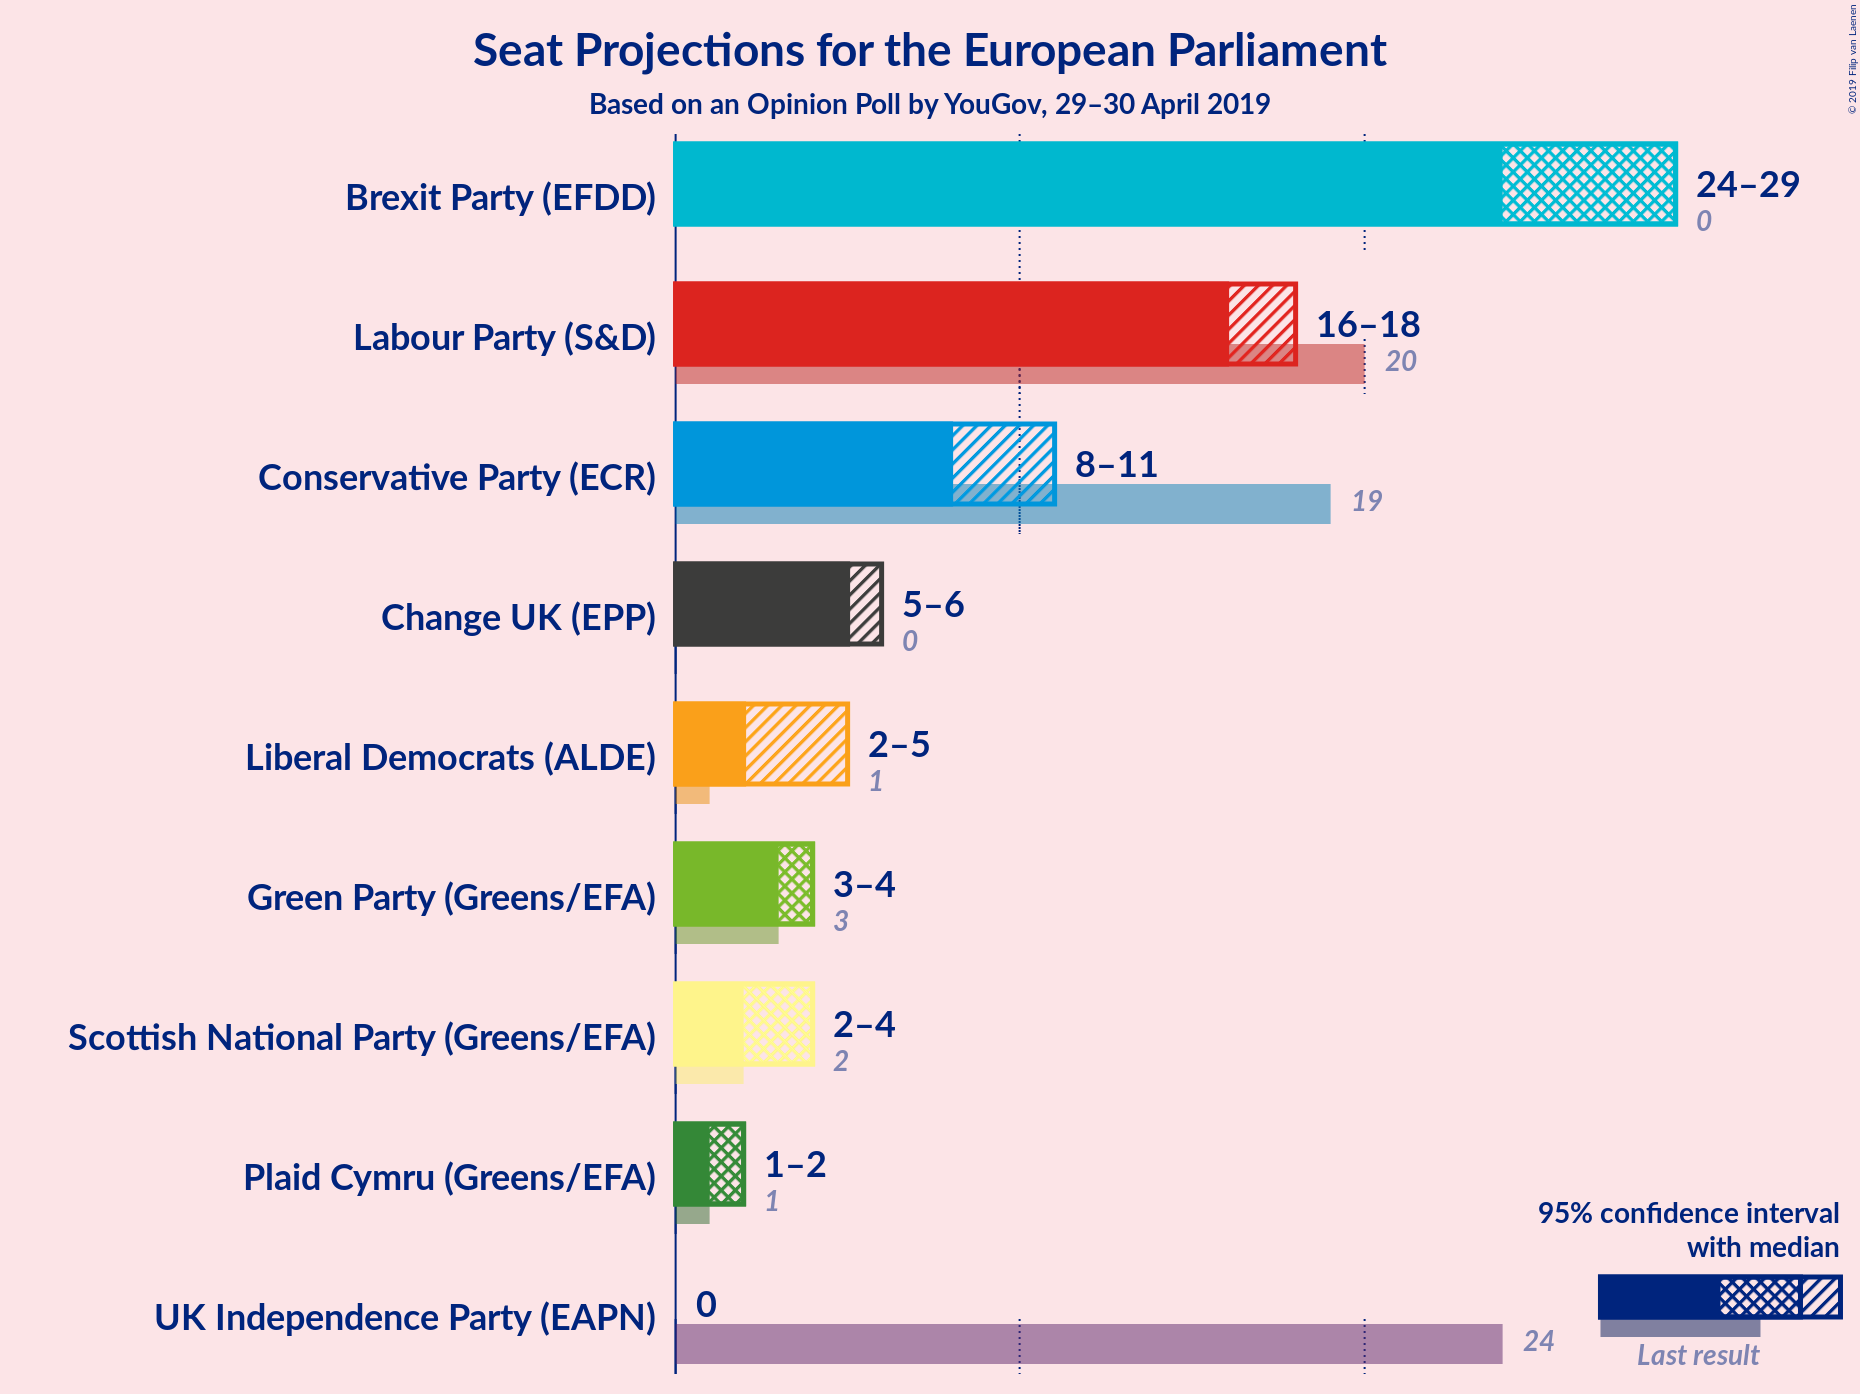 Seat Projections for the European Parliament
Based on an Opinion Poll by YouGov, 29–30 April 2019
© 2019 Filip van Laenen
Brexit Party (EFDD)
24–29
0
Labour Party (S&D)
16–18
20
Conservative Party (ECR)
8–11
19
Change UK (EPP)
5–6
0
Liberal Democrats (ALDE)
2–5
1
Green Party (Greens/EFA)
3–4
3
Scottish National Party (Greens/EFA)
2–4
2
Plaid Cymru (Greens/EFA)
1–2
1
UK Independence Party (EAPN)
0
24
95% confidence interval
with median
Last result